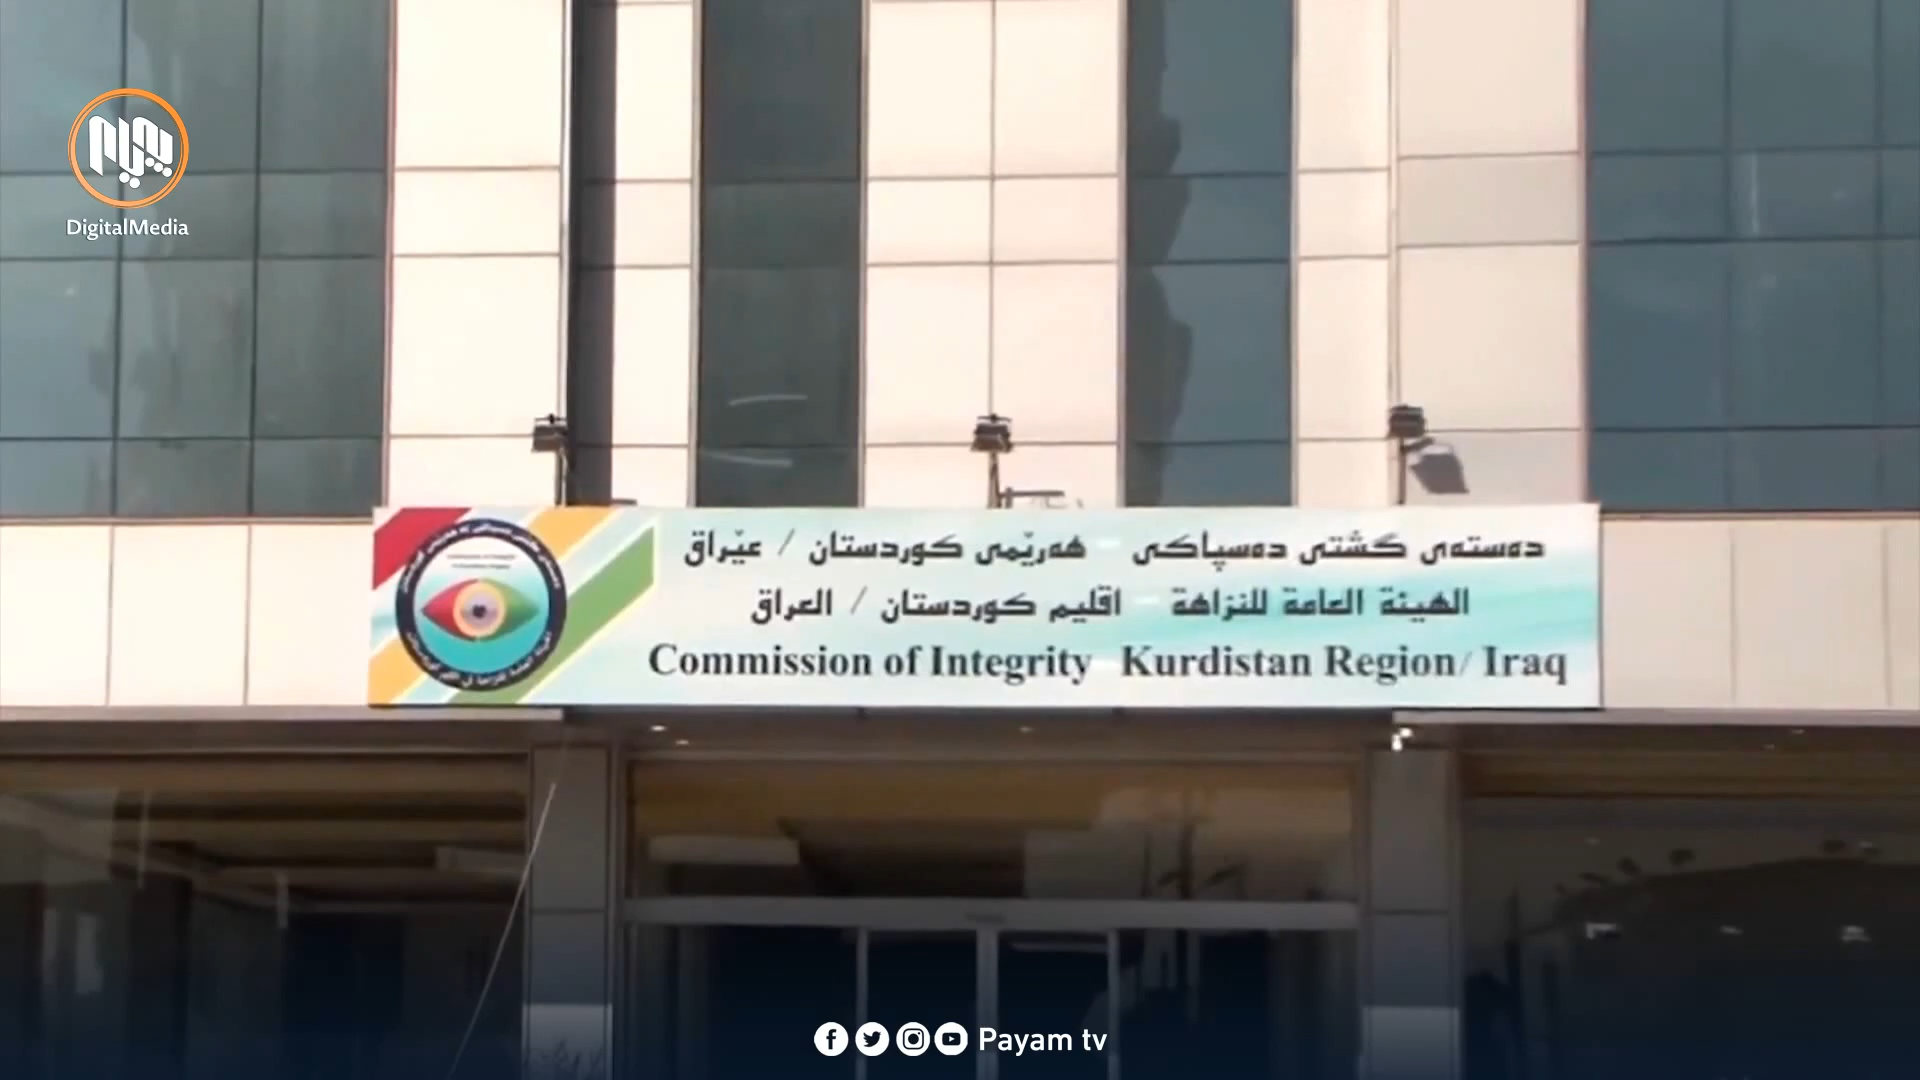 پەیام
DigitalMedia
دەستەی گشتی دەسپاکی - هەرێمی کوردستان / عێراق
الهيئة العامة للنزاهة - اقليم كوردستان / العراق
Commission of Integrity - Kurdistan Region/ Iraq
Payam tv